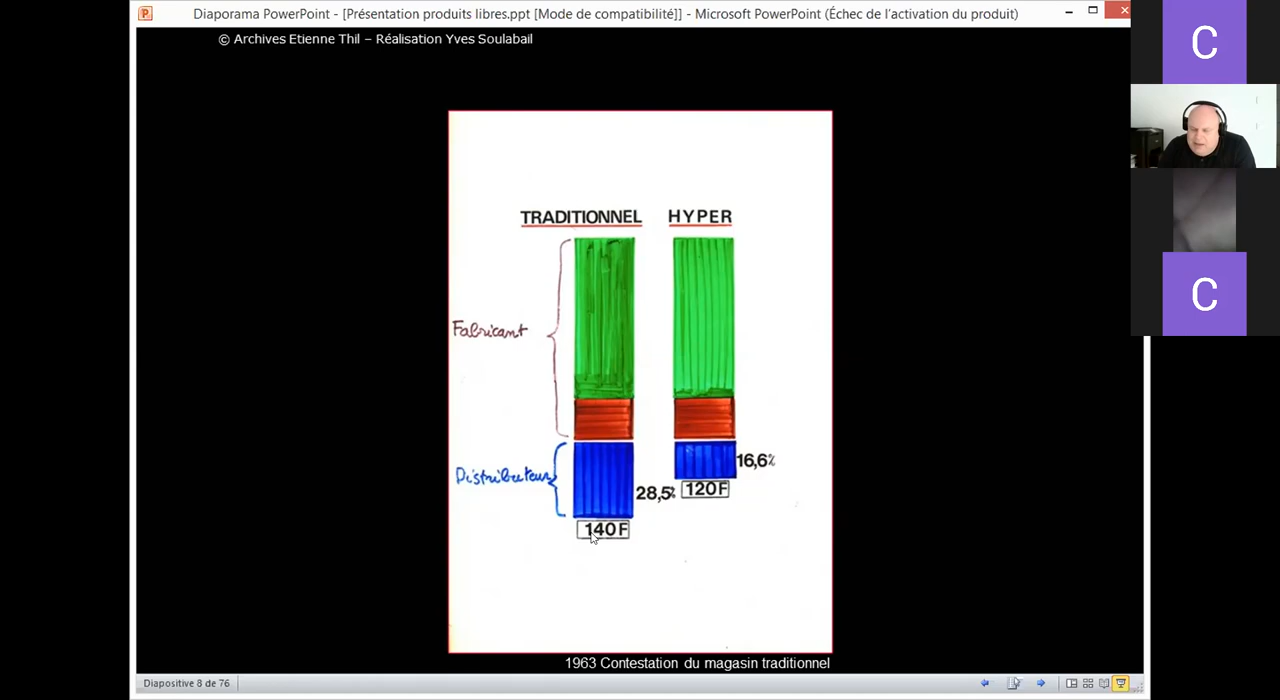 Diaporama PowerPoint - [Présentation produits libres.ppt [Mode de compatibilité]] - Microsoft PowerPoint (Échec de l'activation du produit)
© Archives Etienne Thil – Réalisation Yves Soulabail
C
TRADITIONNEL HYPER
Fabricant
C
Distributeur
16,6%
28,5% 120F
140F
1963 Contestation du magasin traditionnel
Diapositive 8 de 76